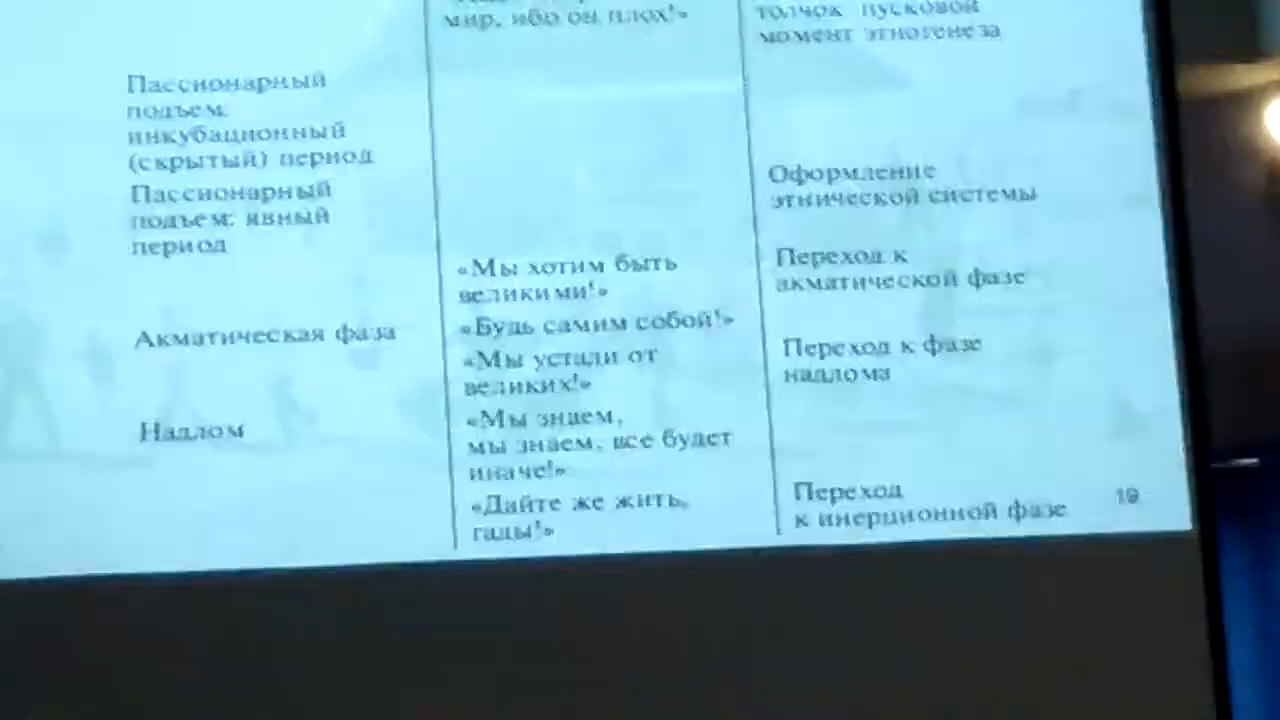 мир, ибо он плох!»
толчок пусковой
момент этногенеза
Пассионарный
подъем:
инкубационный
(скрытый) период
Пассионарный
подъем: явный
период
Оформление
этнической системы
«Мы хотим быть
великими!»
Переход к
акматической фазе
Акматическая фаза
«Будь самим собой!»
«Мы устали от
великих!»
Переход к фазе
надлома
Надлом
«Мы знаем,
мы знаем, все будет
иначе!»
«Дайте же жить,
гады!»
Переход
к инерционной фазе
19